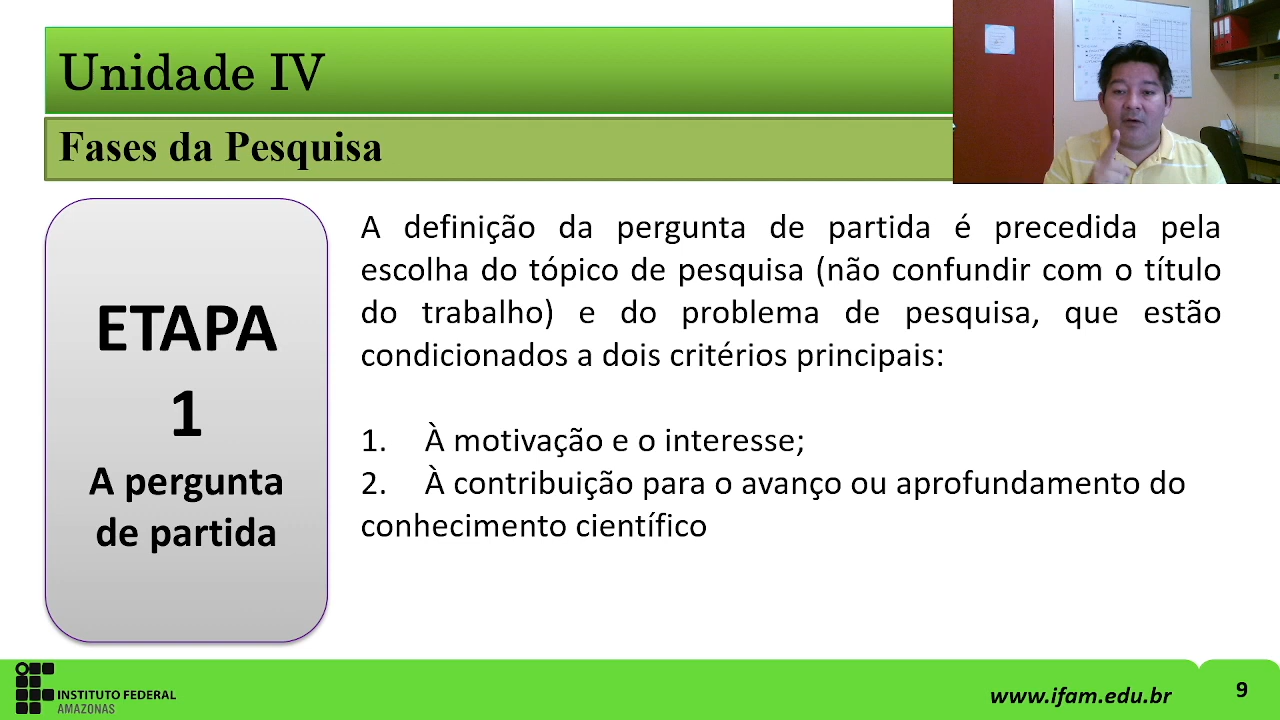 Unidade IV
Fases da Pesquisa
ETAPA
1
A pergunta
de partida
A definição da pergunta de partida é precedida pela
escolha do tópico de pesquisa (não confundir com o título
do trabalho) e do problema de pesquisa, que estão
condicionados a dois critérios principais:
1. À motivação e o interesse;
2. À contribuição para o avanço ou aprofundamento do
conhecimento científico
INSTITUTO FEDERAL
AMAZONAS
www.ifam.edu.br
9